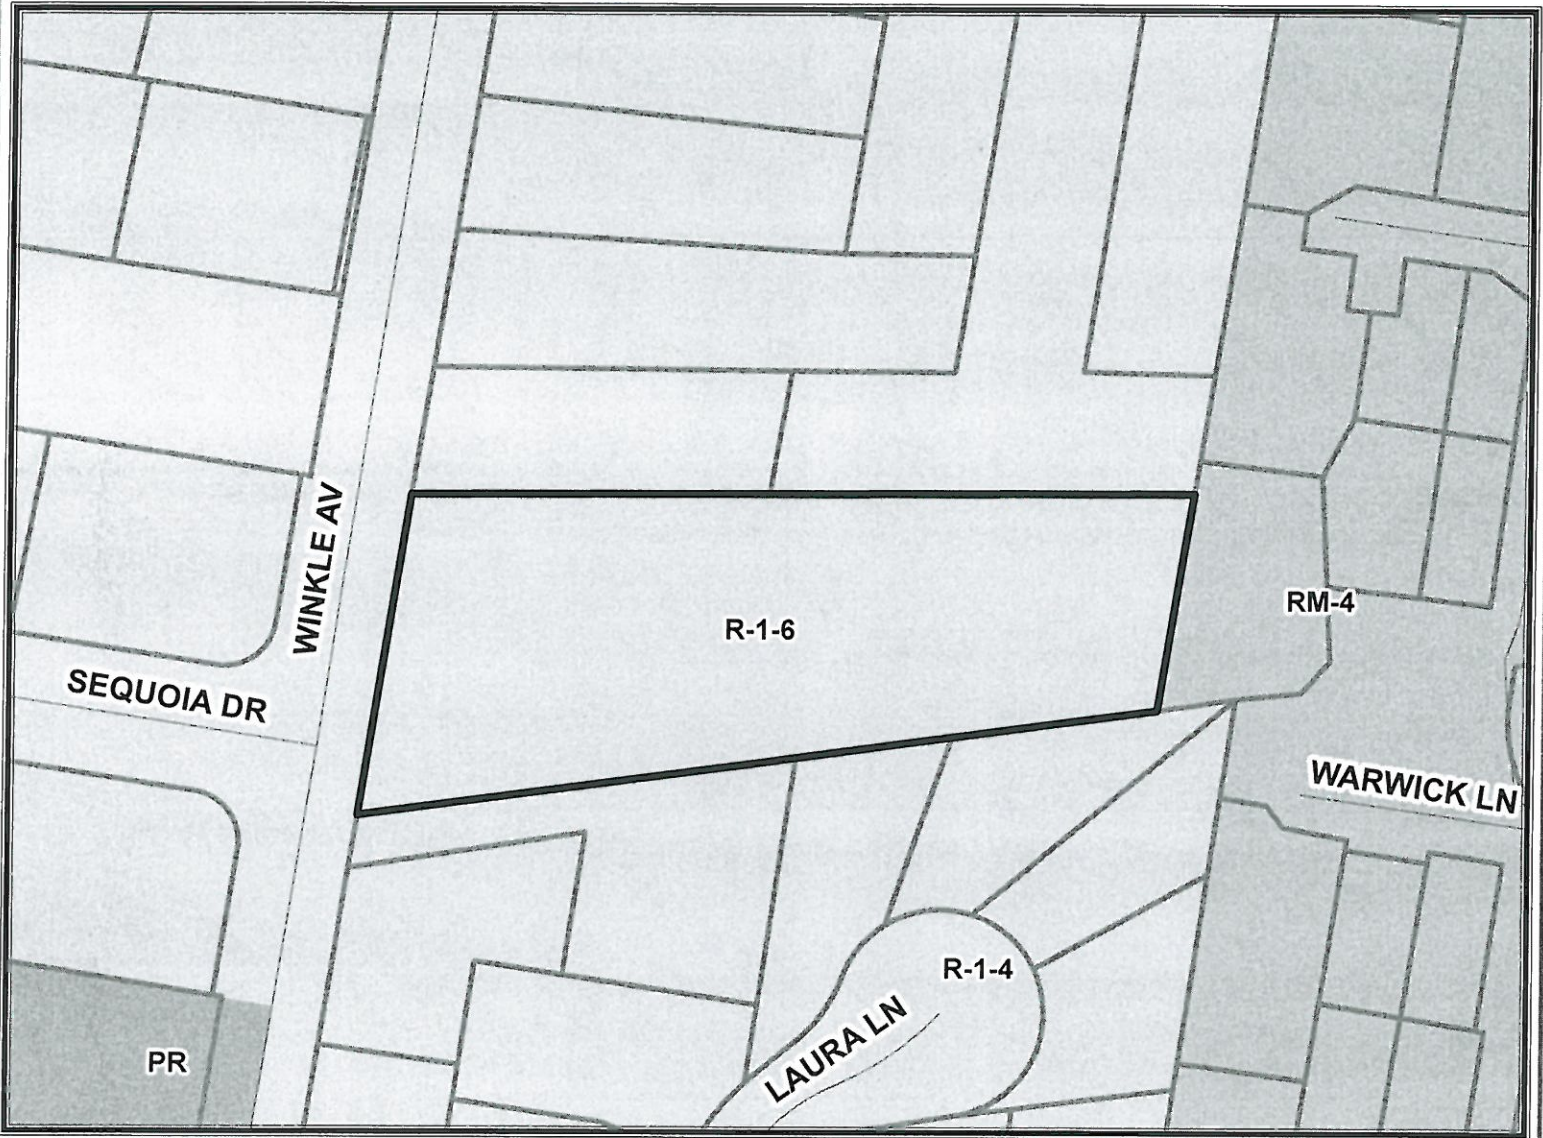 WINKLE AV
R-1-6
RM-4
SEQUOIA DR
WARWICK LN
R-1-4
LAURA LN
PR